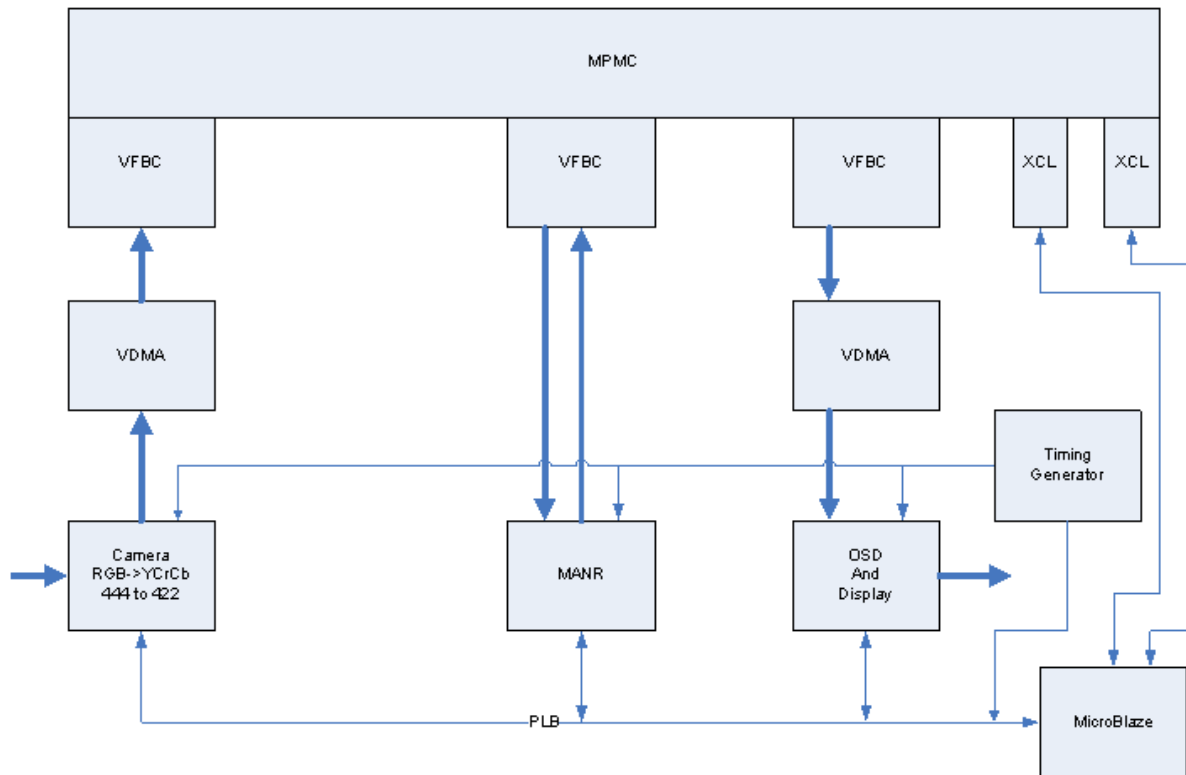 MPMC
VFBC
VFBC
VFBC
XCL
XCL
VDMA
VDMA
Timing
Generator
Camera
RGB->YCrCb
444 to 422
MANR
OSD
And
Display
PLB
MicroBlaze